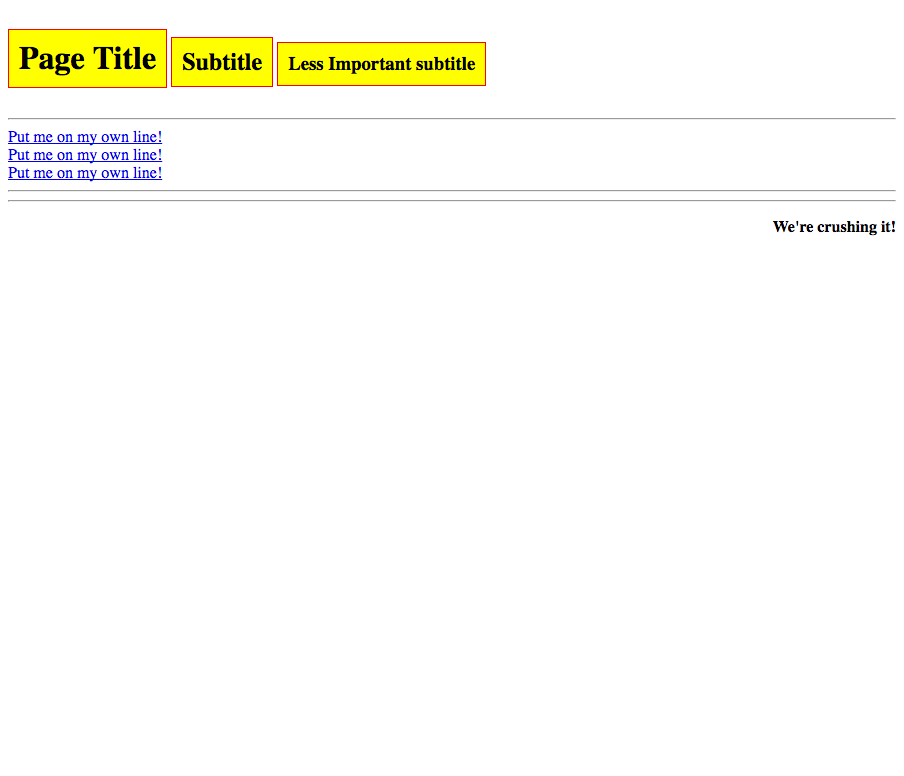 Page Title Subtitle Less Important subtitle
Put me on my own line!
Put me on my own line!
Put me on my own line!
We're crushing it!